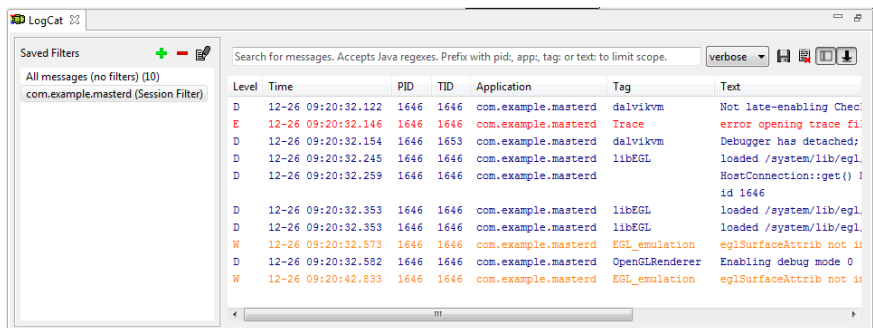 LogCat
Saved Filters
All messages (no filters) (10)
com.example.masterd (Session Filter)
Search for messages. Accepts Java regexes. Prefix with pid:, app:, tag: or text: to limit scope.
verbose
Level Time PID TID Application Tag Text
D 12-26 09:20:32.122 1646 1646 com.example.masterd dalvikvm Not late-enabling Chec
E 12-26 09:20:32.146 1646 1646 com.example.masterd Trace error opening trace fi
D 12-26 09:20:32.154 1646 1653 com.example.masterd dalvikvm Debugger has detached;
D 12-26 09:20:32.245 1646 1646 com.example.masterd libEGL loaded /system/lib/egl
D 12-26 09:20:32.259 1646 1646 com.example.masterd HostConnection::get()
id 1646
D 12-26 09:20:32.353 1646 1646 com.example.masterd libEGL loaded /system/lib/egl
D 12-26 09:20:32.353 1646 1646 com.example.masterd libEGL loaded /system/lib/egl
W 12-26 09:20:32.573 1646 1646 com.example.masterd EGL_emulation eglSurfaceAttrib not i
D 12-26 09:20:32.582 1646 1646 com.example.masterd OpenGLRenderer Enabling debug mode 0
W 12-26 09:20:42.833 1646 1646 com.example.masterd EGL_emulation eglSurfaceAttrib not i